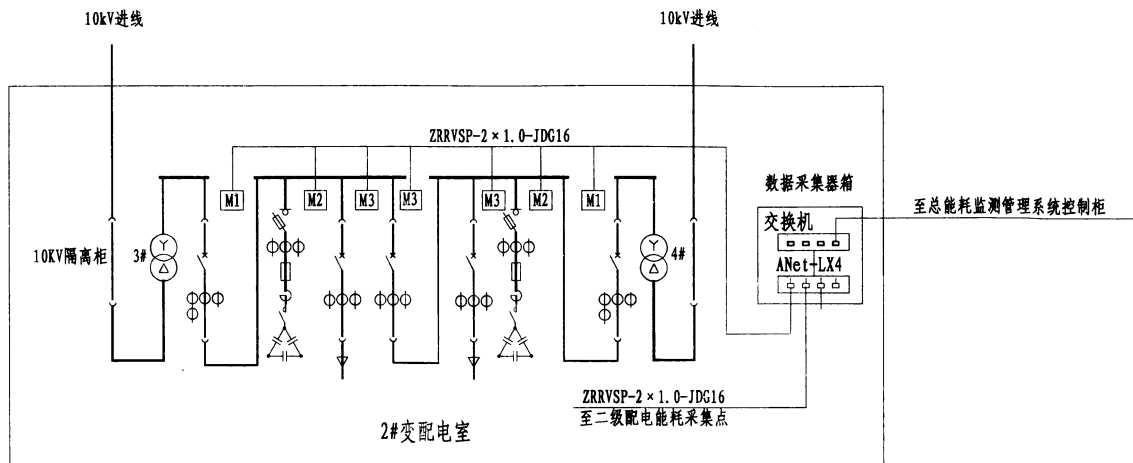 10kV进线
10kV进线
ZRRVSP-2×1.0-JDG16
M1
M2
M3
M3
M3
M2
M1
数据采集器箱
交换机
至总能耗监测管理系统控制柜
10KV隔离柜
3#
4#
ANet-LX4
ZRRVSP-2×1.0-JDG16
至二级配电能耗采集点
2#变配电室